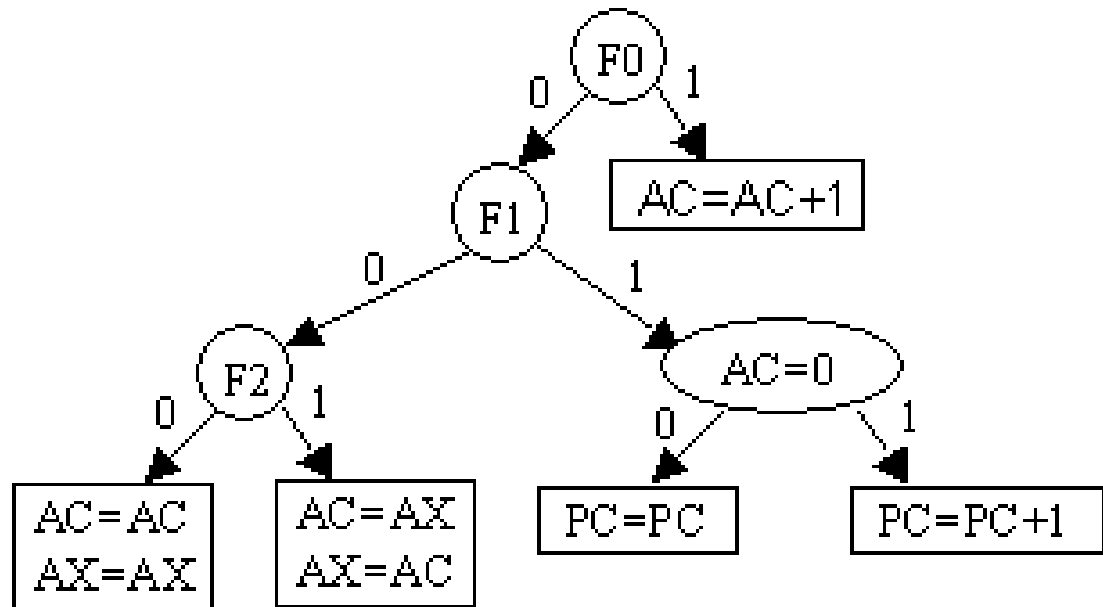 F0
0
1
AC=AC+1
F1
0
1
F2
AC=0
0
1
0
1
AC=AC
AX=AX
AC=AX
AX=AC
PC=PC
PC=PC+1